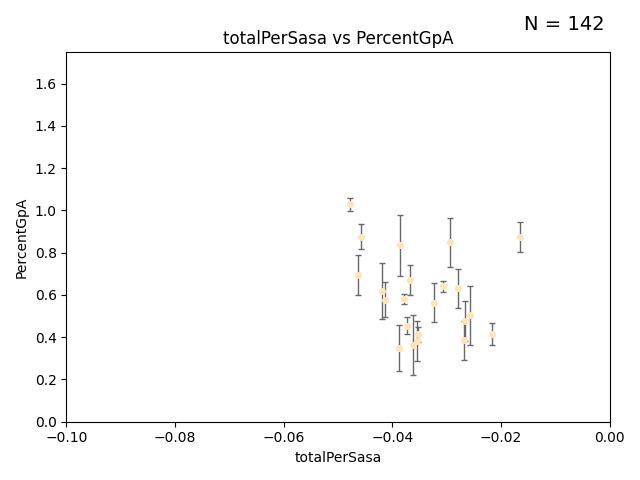 N = 142
totalPerSasa vs PercentGpA
PercentGpA
1.6
1.4
1.2
1.0
0.8
0.6
0.4
0.2
0.0
−0.10 −0.08 −0.06 −0.04 −0.02 0.00
totalPerSasa